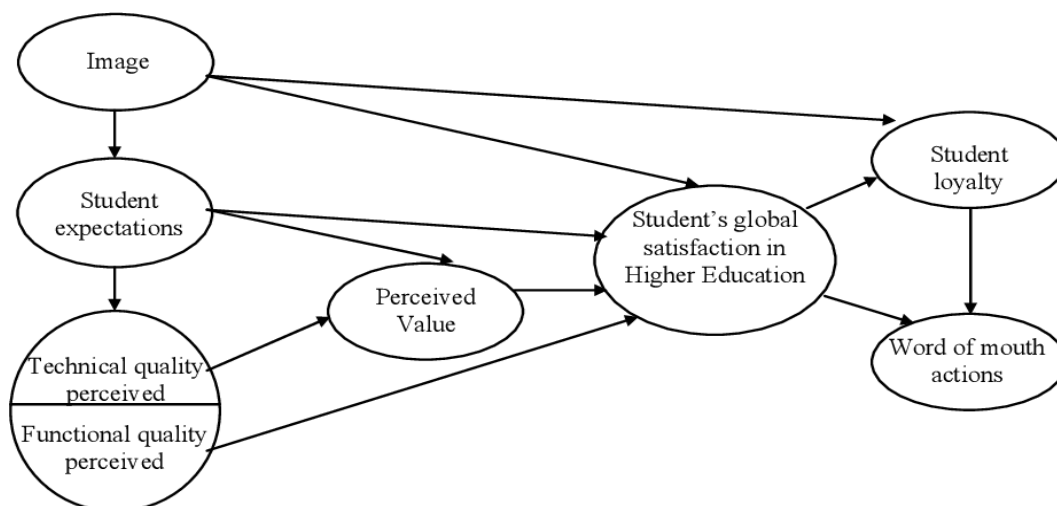 Image
Student
expectations
Technical quality
perceived
Functional quality
perceived
Perceived
Value
Student’s global
satisfaction in
Higher Education
Student
loyalty
Word of mouth
actions